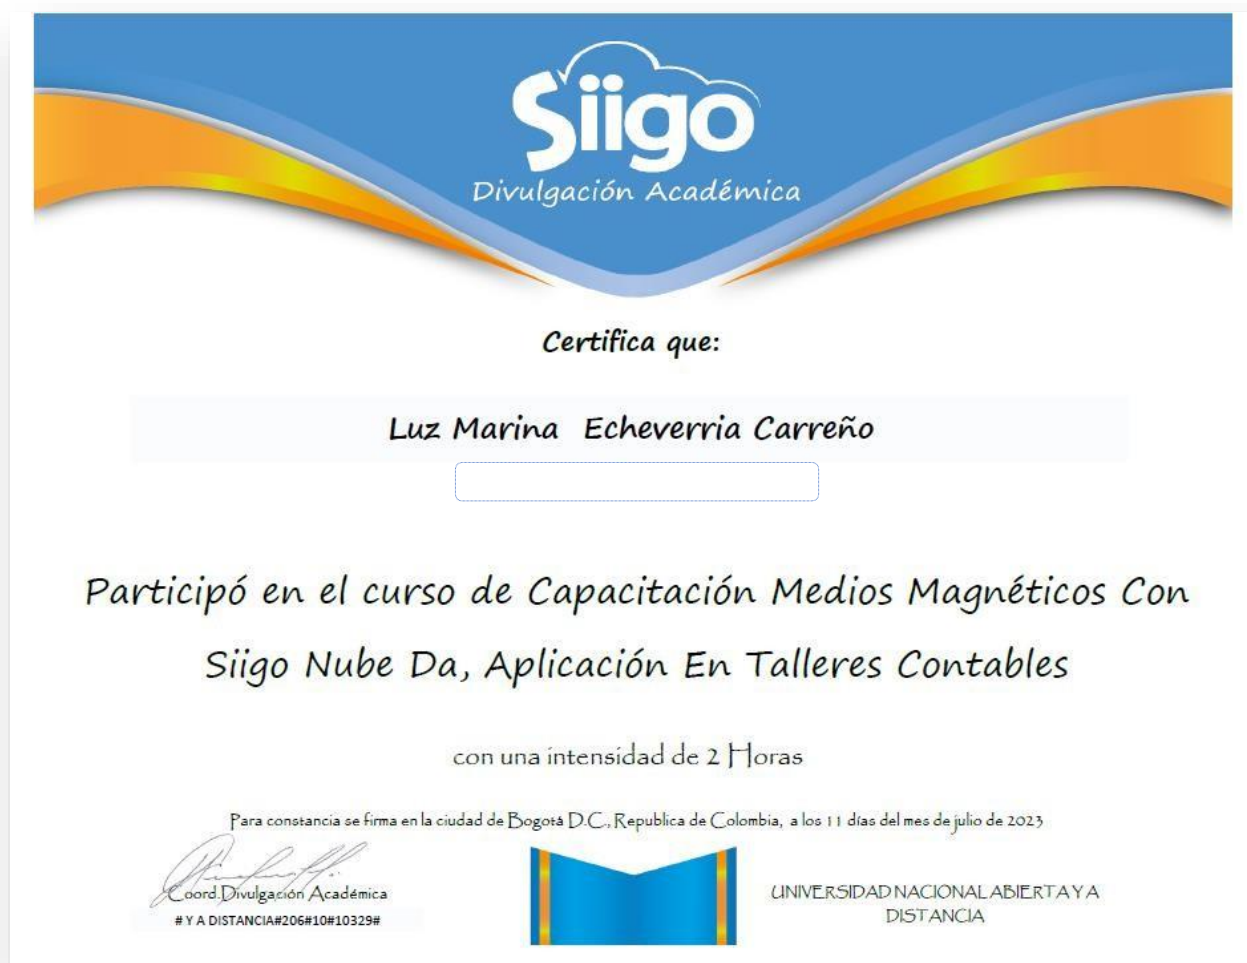 Siigo
Divulgación Académica
Certifica que:
Luz Marina Echeverria Carreño
Participó en el curso de Capacitación Medios Magnéticos Con
Siigo Nube Da, Aplicación En Talleres Contables
con una intensidad de 2 Horas
Para constancia se firma en la ciudad de Bogotá D.C., Republica de Colombia, a los 11 días del mes de julio de 2023
Coord.Divulgación Académica
# Y A DISTANCIA#206#10#10329#
UNIVERSIDAD NACIONAL ABIERTA Y A
DISTANCIA